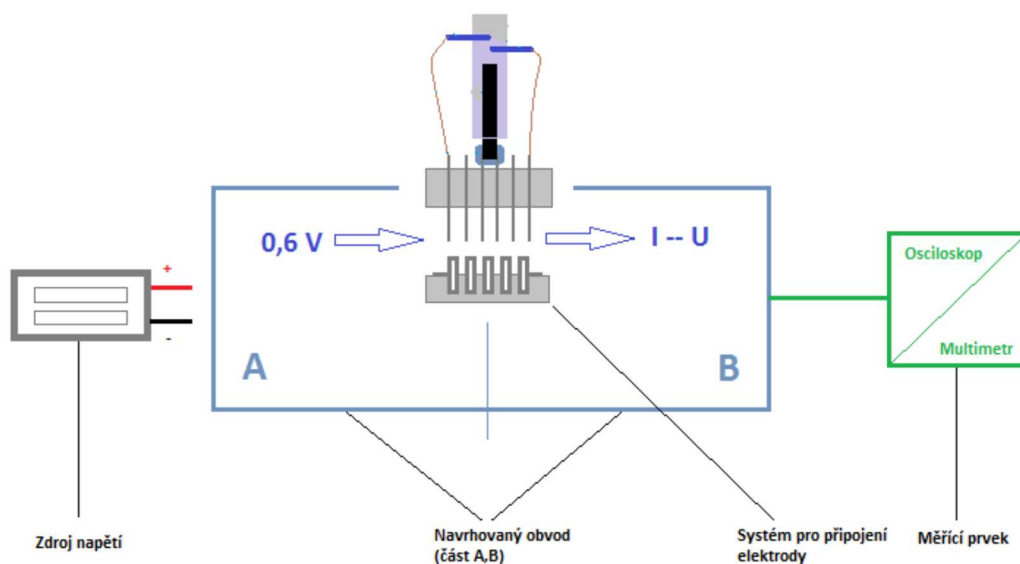 0,6 V
I -- U
+
-
A
B
Osciloskop
Multimetr
Zdroj napětí
Navrhovaný obvod
(část A,B)
Systém pro připojení
elektrody
Měřící prvek